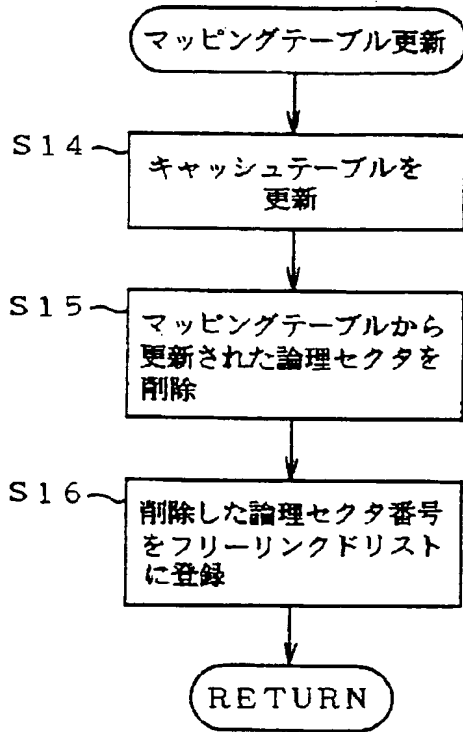 マッピングテーブル更新
S14
キャッシュテーブルを
更新
S15
マッピングテーブルから
更新された論理セクタを
削除
S16
削除した論理セクタ番号
をフリーリンクドリスト
に登録
RETURN